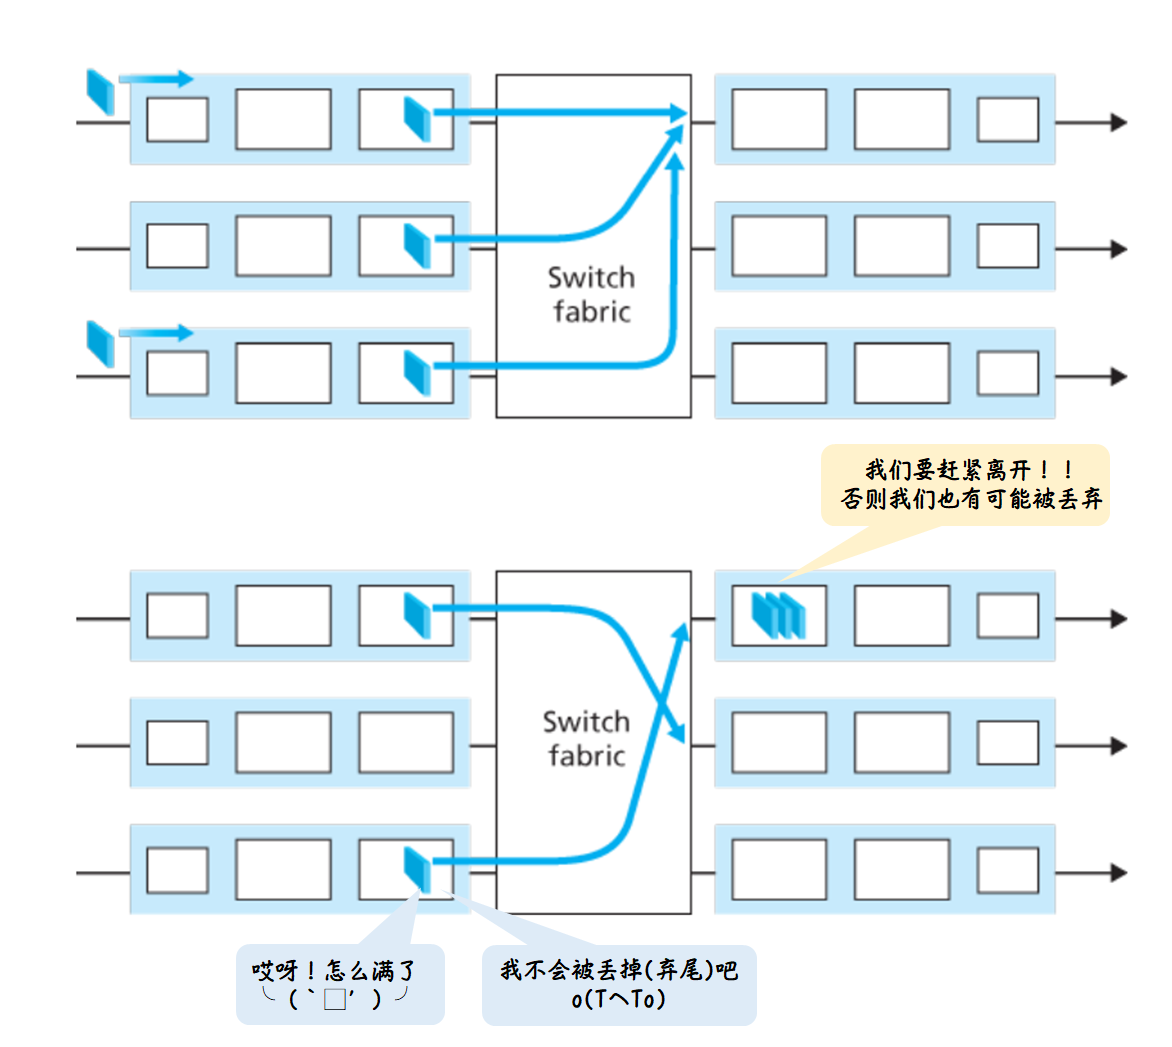 Switch
fabric
我们要赶紧离开！！
否则我们也有可能被丢弃
Switch
fabric
哎呀！怎么满了
╰（｀□′）╯
我不会被丢掉(弃尾)吧
o(TヘTo)